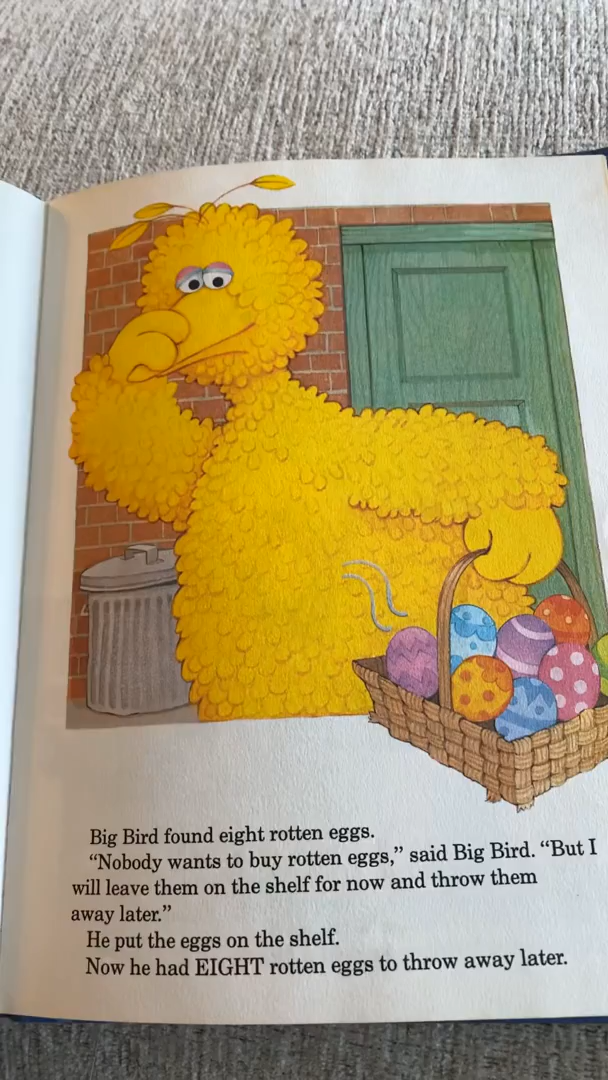 Big Bird found eight rotten eggs.
“Nobody wants to buy rotten eggs,” said Big Bird. “But I
will leave them on the shelf for now and throw them
away later.”
He put the eggs on the shelf.
Now he had EIGHT rotten eggs to throw away later.